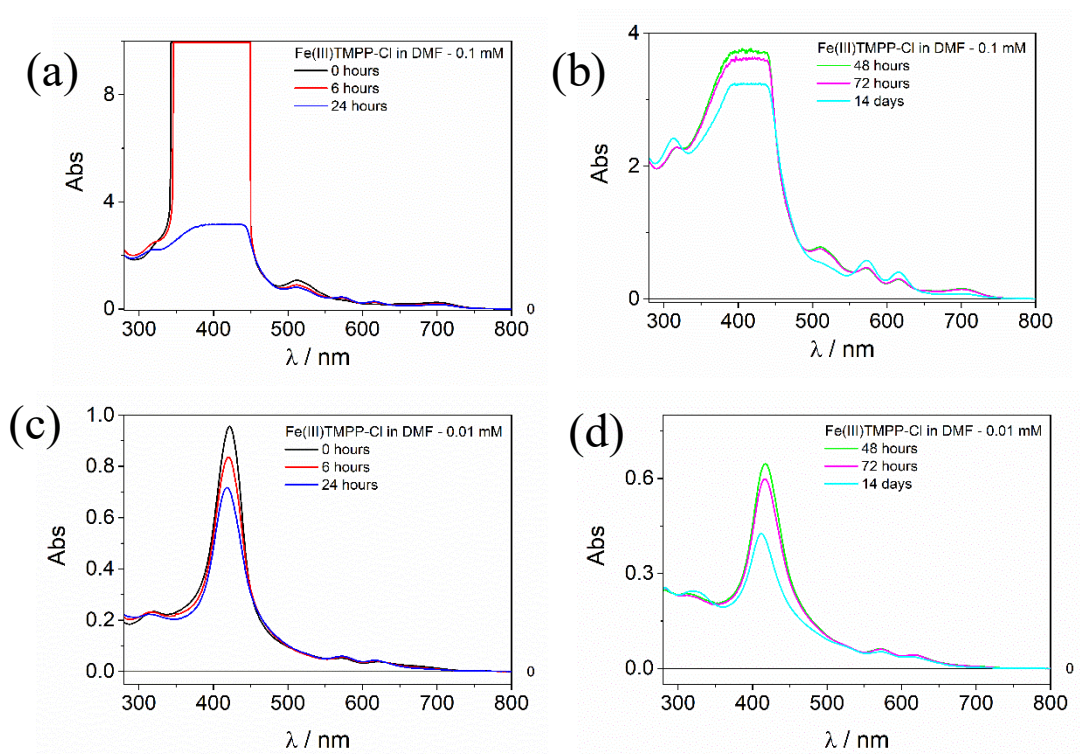 (a)
Fe(III)TMPP-Cl in DMF - 0.1 mM
0 hours
6 hours
24 hours
8
4
0
Abs
300 400 500 600 700 800
0
λ / nm
(b)
Fe(III)TMPP-Cl in DMF - 0.1 mM
48 hours
72 hours
14 days
4
2
0
Abs
300 400 500 600 700 800
λ / nm
(c)
Fe(III)TMPP-Cl in DMF - 0.01 mM
0 hours
6 hours
24 hours
1.0
0.8
0.6
0.4
0.2
0.0
Abs
300 400 500 600 700 800
0
λ / nm
(d)
Fe(III)TMPP-Cl in DMF - 0.01 mM
48 hours
72 hours
14 days
0.6
0.3
0.0
Abs
300 400 500 600 700 800
0
λ / nm